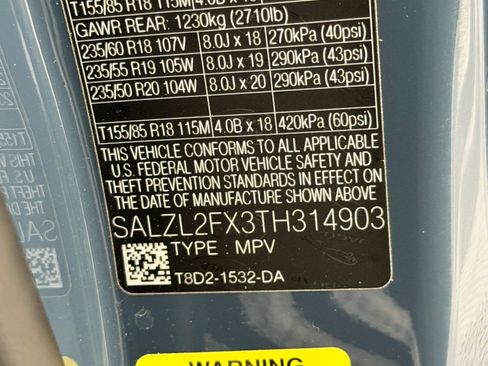 T155/85 R18 115M 4.0B x 18
GAWR REAR: 1230kg (2710lb)
235/60 R18 107V 8.0J x 18 270kPa (40psi)
235/55 R19 105W 8.0J x 19 290kPa (43psi)
235/50 R20 104W 8.0J x 20 290kPa (43psi)
T155/85 R18 115M 4.0B x 18 420kPa (60psi)
THIS VEHICLE CONFORMS TO ALL APPLICABLE
U.S. FEDERAL MOTOR VEHICLE SAFETY AND
THEFT PREVENTION STANDARDS IN EFFECT ON
THE DATE OF MANUFACTURE SHOWN ABOVE
SALZL2FX3TH314903
TYPE : MPV
T8D2-1532-DA
WARNING